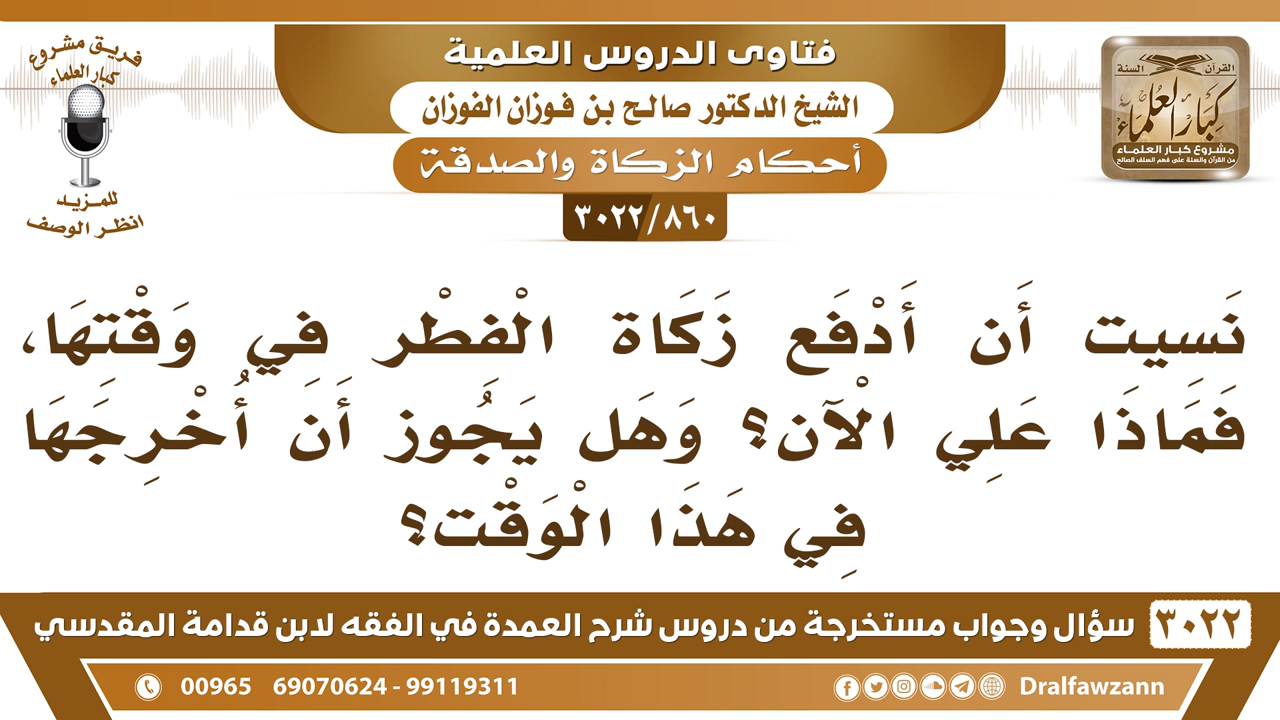 فتاوى الدروس العلمية
الشيخ الدكتور صالح بن فوزان الفوزان
أحكام الزكاة والصدقة
٣٠٢٢/٨٦٠
فريق مشروع
كبار العلماء
للمزيد
انظر الوصف
القرآن السنة
كبار العلماء
مشروع كبار العلماء
من القرآن والسنة على فهم السلف الصالح
نَسيت أَن أَدْفَع زَكَاة الْفطْر في وَقْتهَا،
فَمَاذَا عَلِي الْآن؟ وَهَل يَجُوز أَنَ أُخْرِجَهَا
فِي هَذَا الْوَقْت؟
٣٠٢٢ سؤال وجواب مستخرجة من دروس شرح العمدة في الفقه لابن قدامة المقدسي
00965 69070624 - 99119311
Dralfawzann